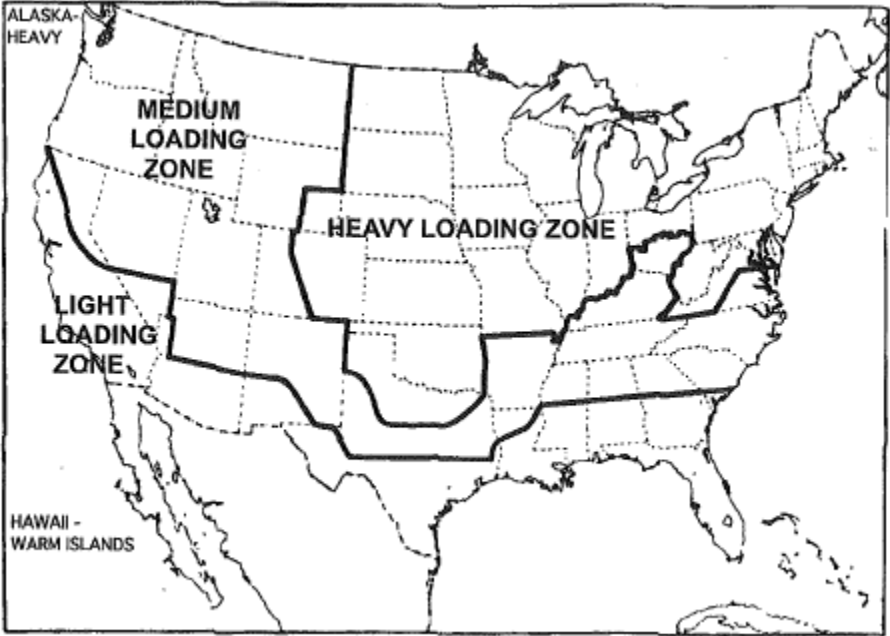 ALASKA-
HEAVY
MEDIUM
LOADING
ZONE
HEAVY LOADING ZONE
LIGHT
LOADING
ZONE
HAWAII -
WARM ISLANDS